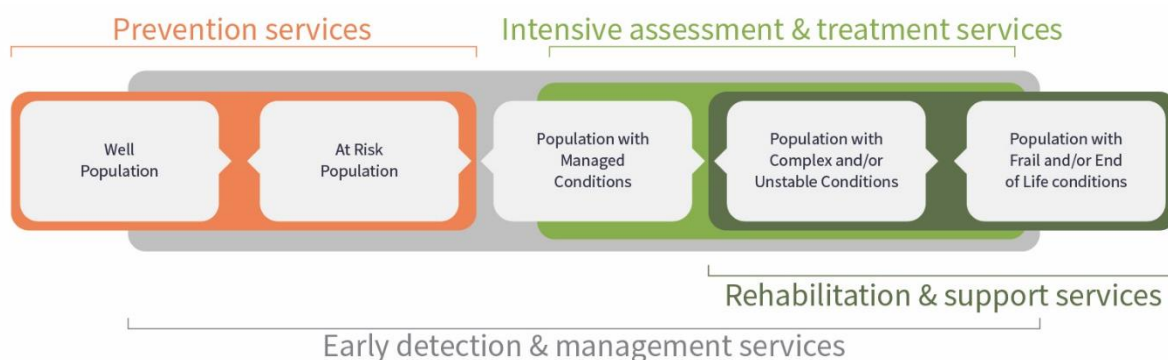 Prevention services
Intensive assessment & treatment services
Well
Population
At Risk
Population
Population with
Managed
Conditions
Population with
Complex and/or
Unstable Conditions
Population with
Frail and/or End
of Life conditions
Rehabilitation & support services
Early detection & management services